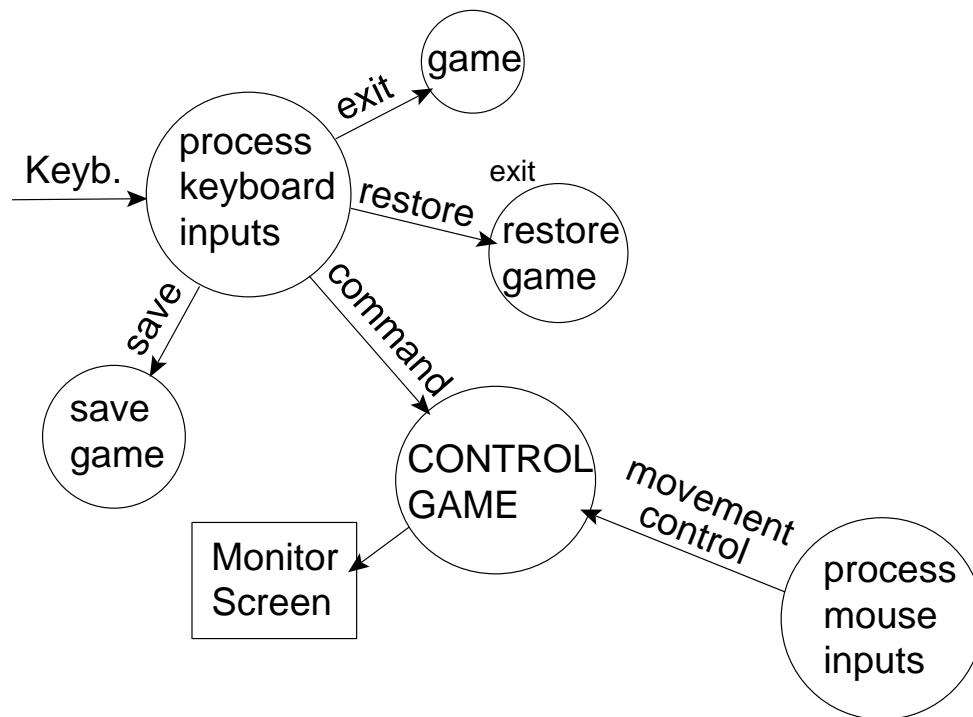 game
exit
process
keyboard
inputs
Keyb.
exit
restore
restore
game
command
save
save
game
CONTROL
GAME
movement
control
Monitor
Screen
process
mouse
inputs